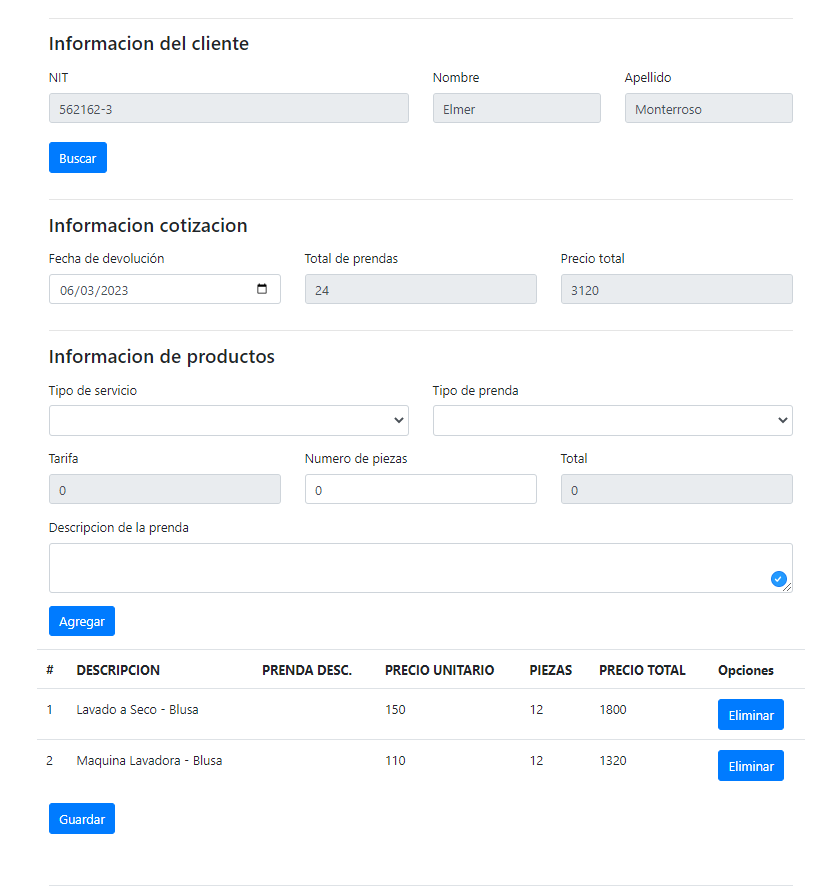 Informacion del cliente
NIT Nombre Apellido
562162-3 Elmer Monterroso
Buscar
Informacion cotizacion
Fecha de devolución Total de prendas Precio total
06/03/2023 24 3120
Informacion de productos
Tipo de servicio Tipo de prenda
Tarifa Numero de piezas Total
0 0 0
Descripcion de la prenda
Agregar
# DESCRIPCION PRENDA DESC. PRECIO UNITARIO PIEZAS PRECIO TOTAL Opciones
1 Lavado a Seco - Blusa 150 12 1800 Eliminar
2 Maquina Lavadora - Blusa 110 12 1320 Eliminar
Guardar